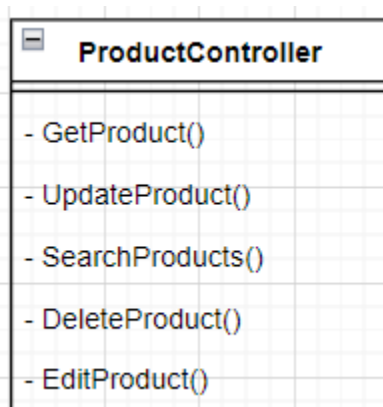 ProductController
- GetProduct()
- UpdateProduct()
- SearchProducts()
- DeleteProduct()
- EditProduct()